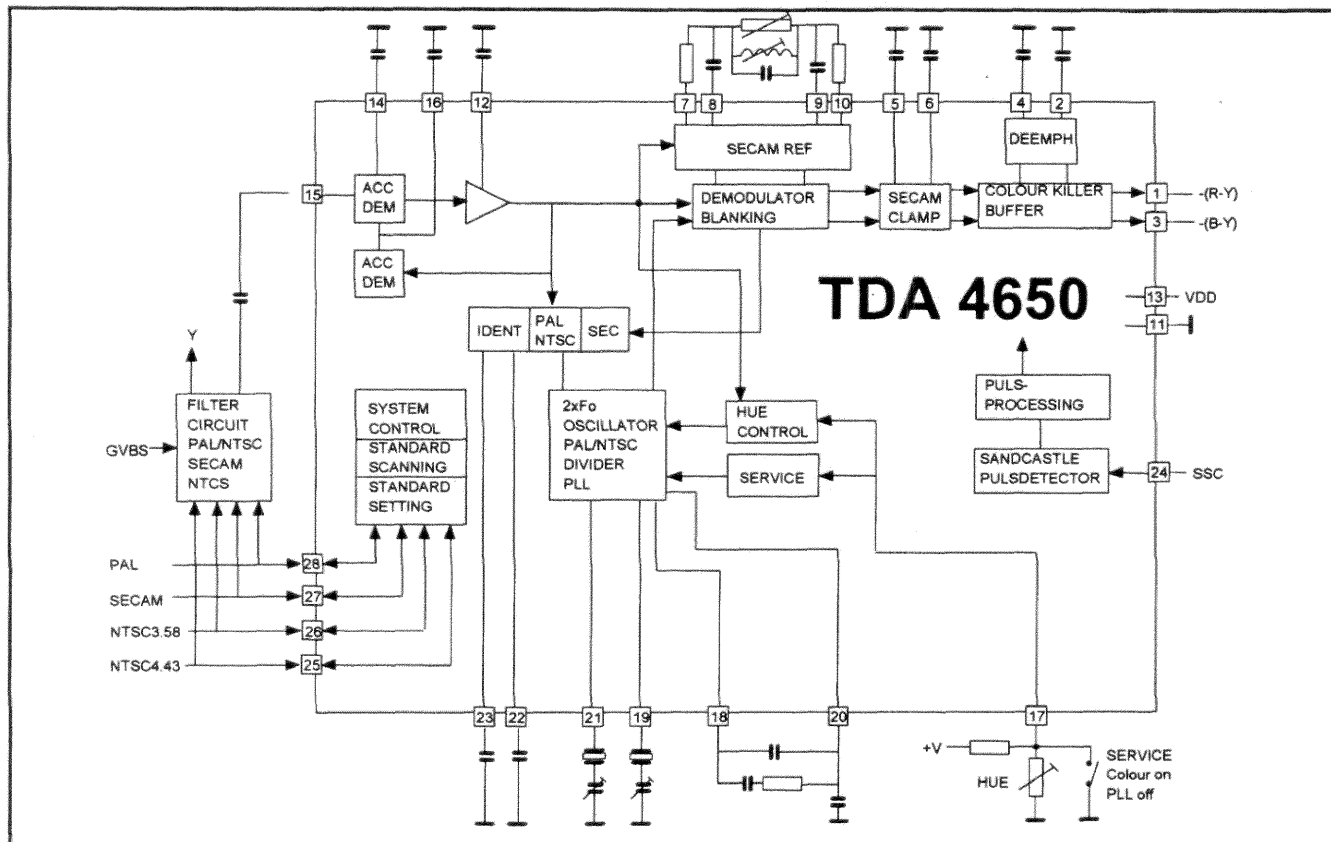 14
16
12
7
8
9
10
5
6
4
2
SECAM REF
DEEMPH
15
ACC
DEM
DEMODULATOR
BLANKING
SECAM
CLAMP
COLOUR KILLER
BUFFER
1
-(R-Y)
3
-(B-Y)
ACC
DEM
TDA 4650
13
VDD
11
IDENT
PAL
NTSC
SEC
Y
FILTER
CIRCUIT
PAL/NTSC
SECAM
NTCS
GVBS
SYSTEM
CONTROL
STANDARD
SCANNING
STANDARD
SETTING
2xFo
OSCILLATOR
PAL/NTSC
DIVIDER
PLL
HUE
CONTROL
SERVICE
PULS-
PROCESSING
SANDCASTLE
PULSDETECTOR
24
SSC
PAL
28
SECAM
27
NTSC3.58
26
NTSC4.43
25
23
22
21
19
18
20
17
+V
HUE
SERVICE
Colour on
PLL off